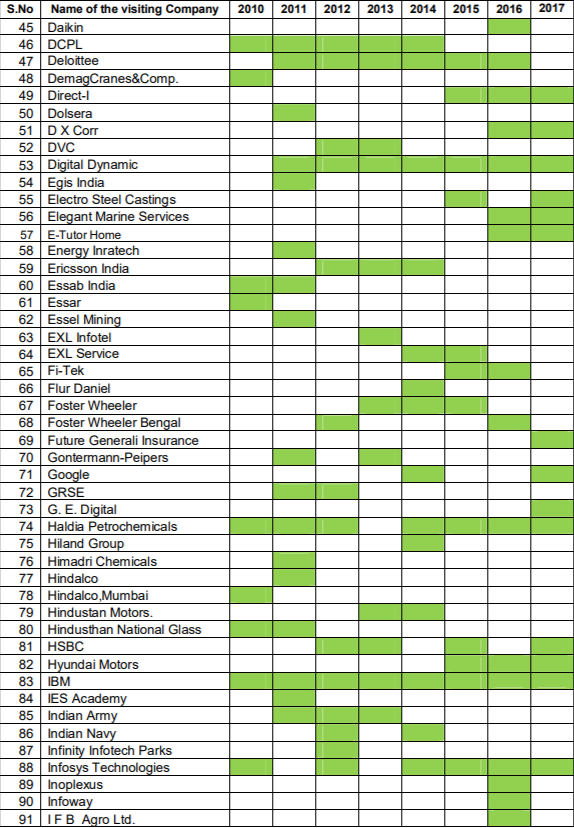 S.No Name of the visiting Company 2010 2011 2012 2013 2014 2015 2016 2017
45 Daikin
46 DCPL
47 Deloittee
48 DemagCranes&Comp.
49 Direct-I
50 Dolsera
51 D X Corr
52 DVC
53 Digital Dynamic
54 Egis India
55 Electro Steel Castings
56 Elegant Marine Services
57 E-Tutor Home
58 Energy Inratech
59 Ericsson India
60 Essab India
61 Essar
62 Essel Mining
63 EXL Infotel
64 EXL Service
65 Fi-Tek
66 Flur Daniel
67 Foster Wheeler
68 Foster Wheeler Bengal
69 Future Generali Insurance
70 Gontermann-Peipers
71 Google
72 GRSE
73 G. E. Digital
74 Haldia Petrochemicals
75 Hiland Group
76 Himadri Chemicals
77 Hindalco
78 Hindalco,Mumbai
79 Hindustan Motors.
80 Hindusthan National Glass
81 HSBC
82 Hyundai Motors
83 IBM
84 IES Academy
85 Indian Army
86 Indian Navy
87 Infinity Infotech Parks
88 Infosys Technologies
89 Inoplexus
90 Infoway
91 I F B Agro Ltd.